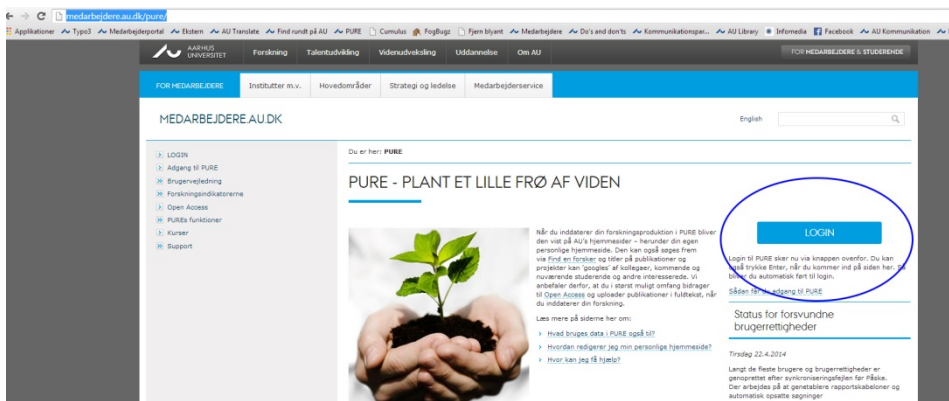 medarbejdere.au.dk/pure/
Applikationer Typo3 Medarbejderportal Ekstern AU Translate Find rundt på AU PURE Cumulus FogBugz Fjern blyant Medarbejdere Do's and don'ts Kommunikationspar... AU Library Infomedia Facebook AU Kommunikation
AARHUS
UNIVERSITET
Forskning Talentudvikling Videnudveksling Uddannelse Om AU
FOR MEDARBEJDERE & STUDERENDE
FOR MEDARBEJDERE Institutter m.v. Hovedområder Strategi og ledelse Medarbejderservice
MEDARBEJDERE.AU.DK
English
LOGIN
Adgang til PURE
Brugervejledning
Forskningsindikatorerne
Open Access
PUREs funktioner
Kurser
Support
Du er her: PURE
PURE - PLANT ET LILLE FRØ AF VIDEN
Når du inddaterer din forskningsproduktion i PURE bliver
den vist på AU's hjemmesider – herunder din egen
personlige hjemmeside. Den kan også søges frem
via Find en forsker og titler på publikationer og
projekter kan 'googles' af kollegaer, kommende og
nuværende studerende og andre interesserede. Vi
anbefaler derfor, at du i størst muligt omfang bidrager
til Open Access og uploader publikationer i fuldtekst, når
du inddaterer din forskning.
Læs mere på siderne her om:
Hvad bruges data i PURE også til?
Hvordan redigerer jeg min personlige hjemmeside?
Hvor kan jeg få hjælp?
LOGIN
Login til PURE sker nu via knappen ovenfor. Du kan
også trykke Enter, når du kommer ind på siden her. Så
bliver du automatisk ført til login.
Sådan får du adgang til PURE
Status for forsvundne
brugerrettigheder
Tirsdag 22.4.2014
Langt de fleste brugere og brugerrettigheder er
genoprettet efter synkroniseringsfejlen før Påske.
Der arbejdes på at genetablere rapportskabeloner og
automatisk opsatte søgninger